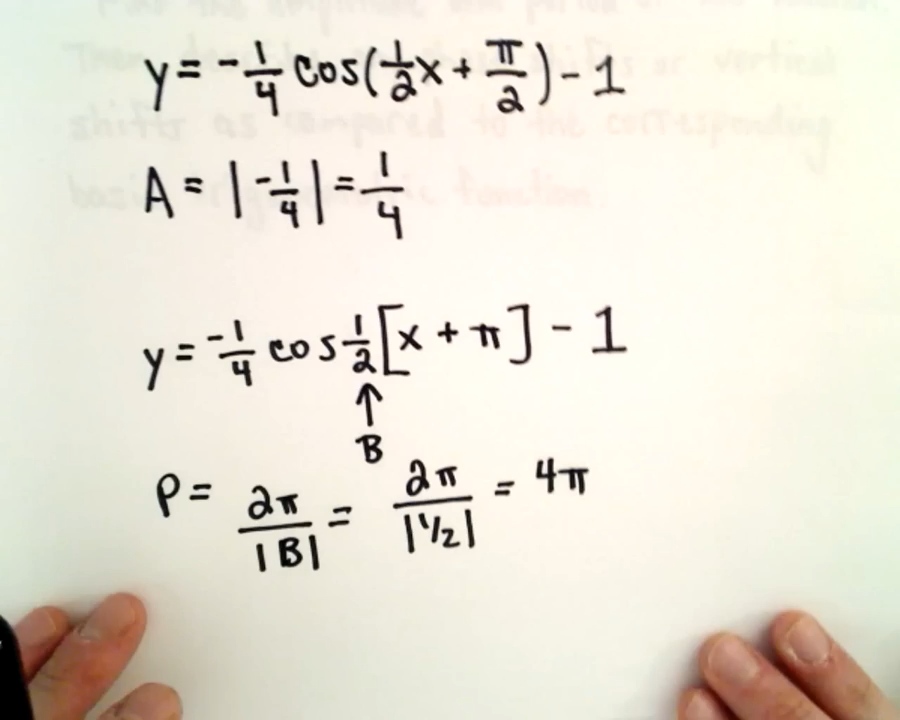 y = -1/4 cos(1/2 x + π/2) - 1
A = |-1/4| = 1/4
y = -1/4 cos 1/2 [x + π] - 1
↑
B
P = 2π/|B| = 2π/|1/2| = 4π